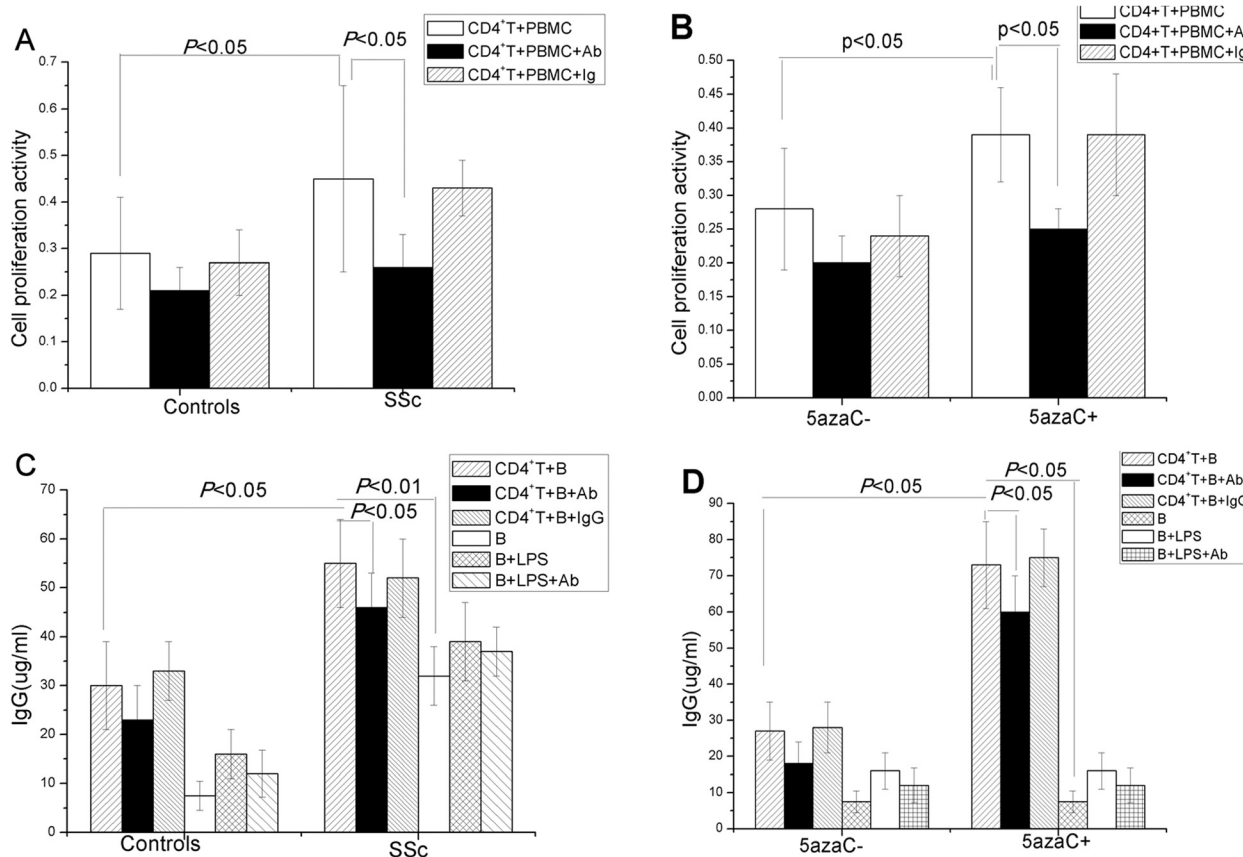 A
CD4⁺T+PBMC
CD4⁺T+PBMC+Ab
CD4⁺T+PBMC+Ig
P<0.05
P<0.05
Cell proliferation activity
0.7
0.6
0.5
0.4
0.3
0.2
0.1
0.0
Controls
SSc
B
CD4+T+PBMC
CD4+T+PBMC+A
CD4+T+PBMC+Ig
p<0.05
p<0.05
Cell proliferation activity
0.50
0.45
0.40
0.35
0.30
0.25
0.20
0.15
0.10
0.05
0.00
5azaC-
5azaC+
C
CD4⁺T+B
CD4⁺T+B+Ab
CD4⁺T+B+IgG
B
B+LPS
B+LPS+Ab
P<0.05
P<0.01
P<0.05
IgG(ug/ml)
70
60
50
40
30
20
10
0
Controls
SSc
D
CD4⁺T+B
CD4⁺T+B+Ab
CD4⁺T+B+IgG
B
B+LPS
B+LPS+Ab
P<0.05
P<0.05
P<0.05
IgG(ug/ml)
90
80
70
60
50
40
30
20
10
0
5azaC-
5azaC+